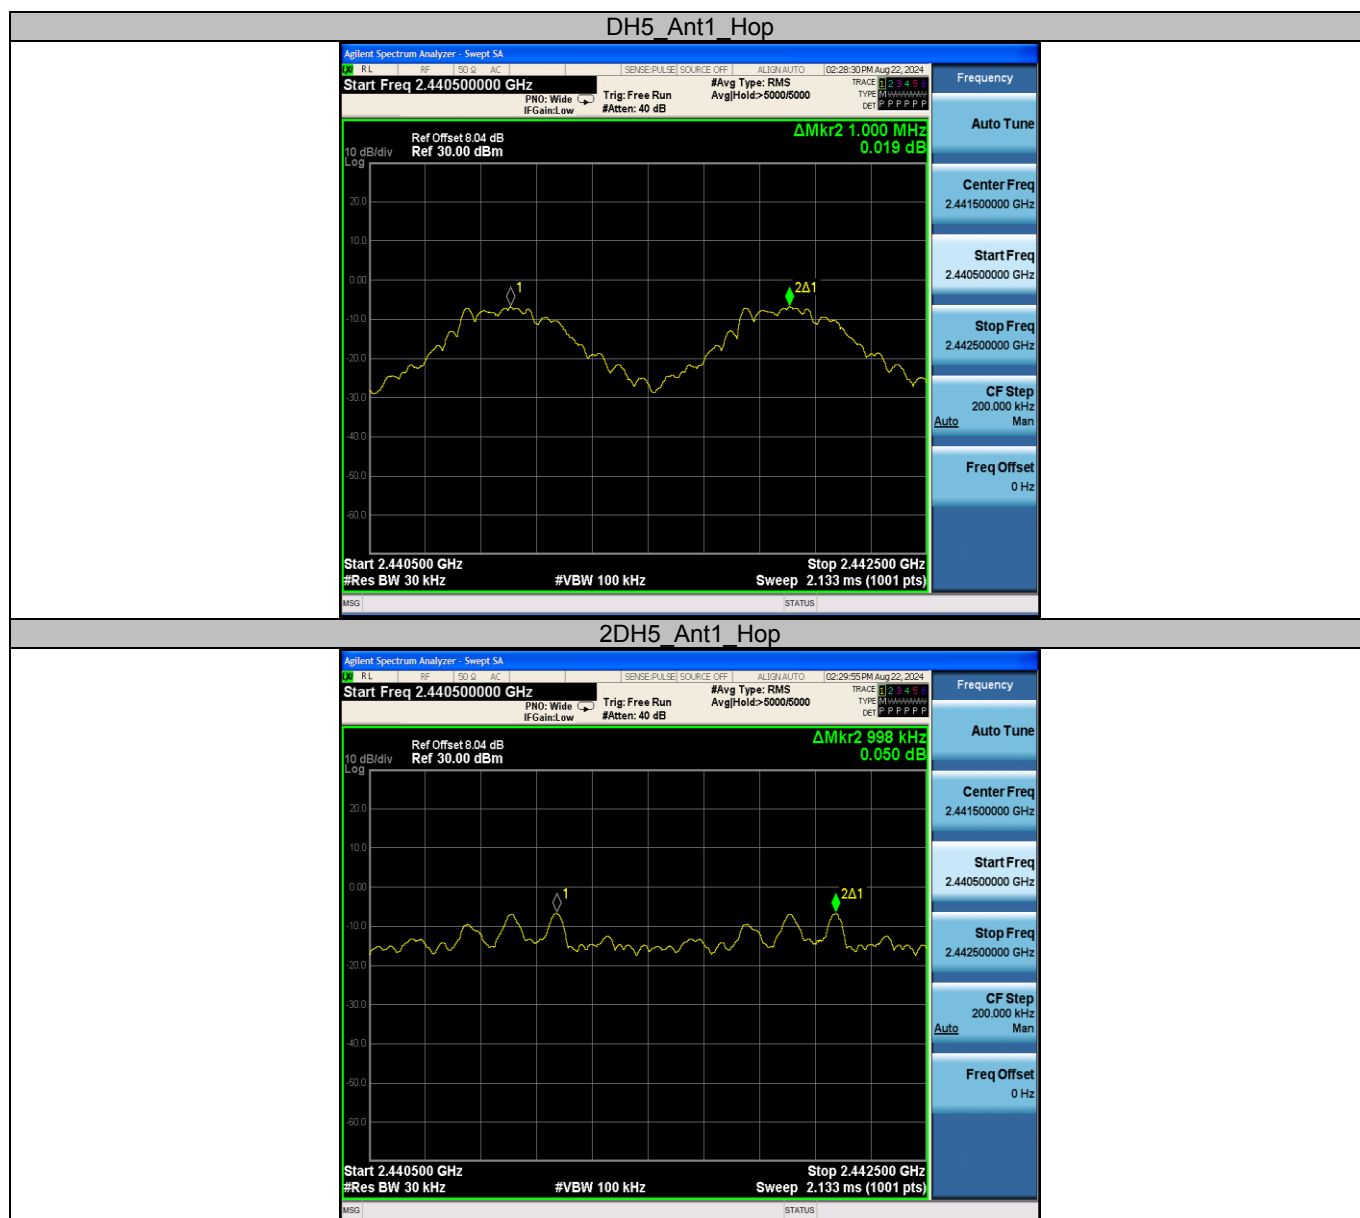 DH5_Ant1_Hop
Agilent Spectrum Analyzer - Swept SA
RL RF 50 Ω AC SENSE:PULSE SOURCE OFF ALIGN AUTO 02:28:30 PM Aug 22, 2024
Start Freq 2.440500000 GHz
PNO: Wide
IFGain:Low
Trig: Free Run
#Atten: 40 dB
#Avg Type: RMS
Avg|Hold:>5000/5000
TRACE 1 2 3 4 5 6
TYPE M W W W W W
DET P P P P P P
ΔMkr2 1.000 MHz
0.019 dB
Ref Offset 8.04 dB
10 dB/div Ref 30.00 dBm
Log
20.0
10.0
0.00
-10.0
-20.0
-30.0
-40.0
-50.0
-60.0
1
2Δ1
Start 2.440500 GHz
Stop 2.442500 GHz
#Res BW 30 kHz #VBW 100 kHz Sweep 2.133 ms (1001 pts)
MSG STATUS
Frequency
Auto Tune
Center Freq
2.441500000 GHz
Start Freq
2.440500000 GHz
Stop Freq
2.442500000 GHz
CF Step
200.000 kHz
Auto Man
Freq Offset
0 Hz
2DH5_Ant1_Hop
Agilent Spectrum Analyzer - Swept SA
RL RF 50 Ω AC SENSE:PULSE SOURCE OFF ALIGN AUTO 02:29:55 PM Aug 22, 2024
Start Freq 2.440500000 GHz
PNO: Wide
IFGain:Low
Trig: Free Run
#Atten: 40 dB
#Avg Type: RMS
Avg|Hold:>5000/5000
TRACE 1 2 3 4 5 6
TYPE M W W W W W
DET P P P P P P
ΔMkr2 998 kHz
0.050 dB
Ref Offset 8.04 dB
10 dB/div Ref 30.00 dBm
Log
20.0
10.0
0.00
-10.0
-20.0
-30.0
-40.0
-50.0
-60.0
1
2Δ1
Start 2.440500 GHz
Stop 2.442500 GHz
#Res BW 30 kHz #VBW 100 kHz Sweep 2.133 ms (1001 pts)
MSG STATUS
Frequency
Auto Tune
Center Freq
2.441500000 GHz
Start Freq
2.440500000 GHz
Stop Freq
2.442500000 GHz
CF Step
200.000 kHz
Auto Man
Freq Offset
0 Hz